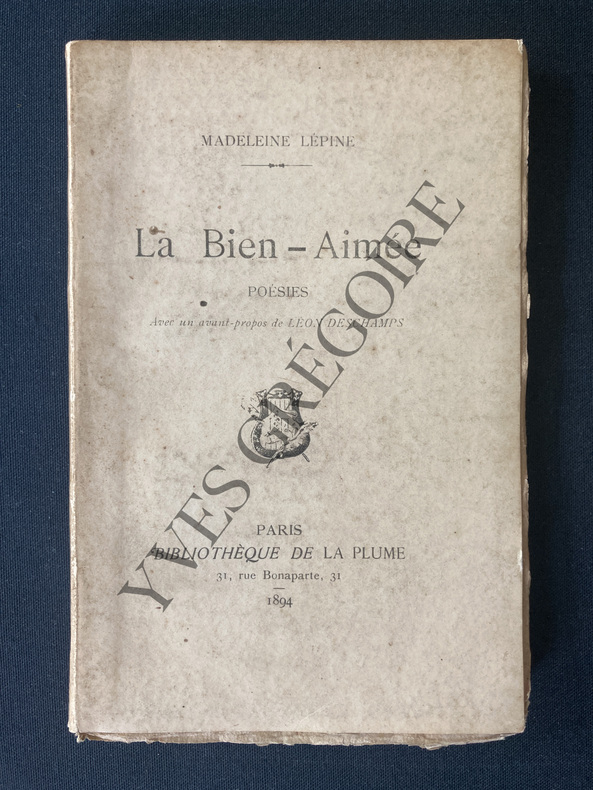 MADELEINE LÉPINE
La Bien-Aimée
POÉSIES
Avec un avant-propos de LÉON DESCHAMPS
PARIS
BIBLIOTHÈQUE DE LA PLUME
31, rue Bonaparte, 31
1894
YVES GRÉGOIRE